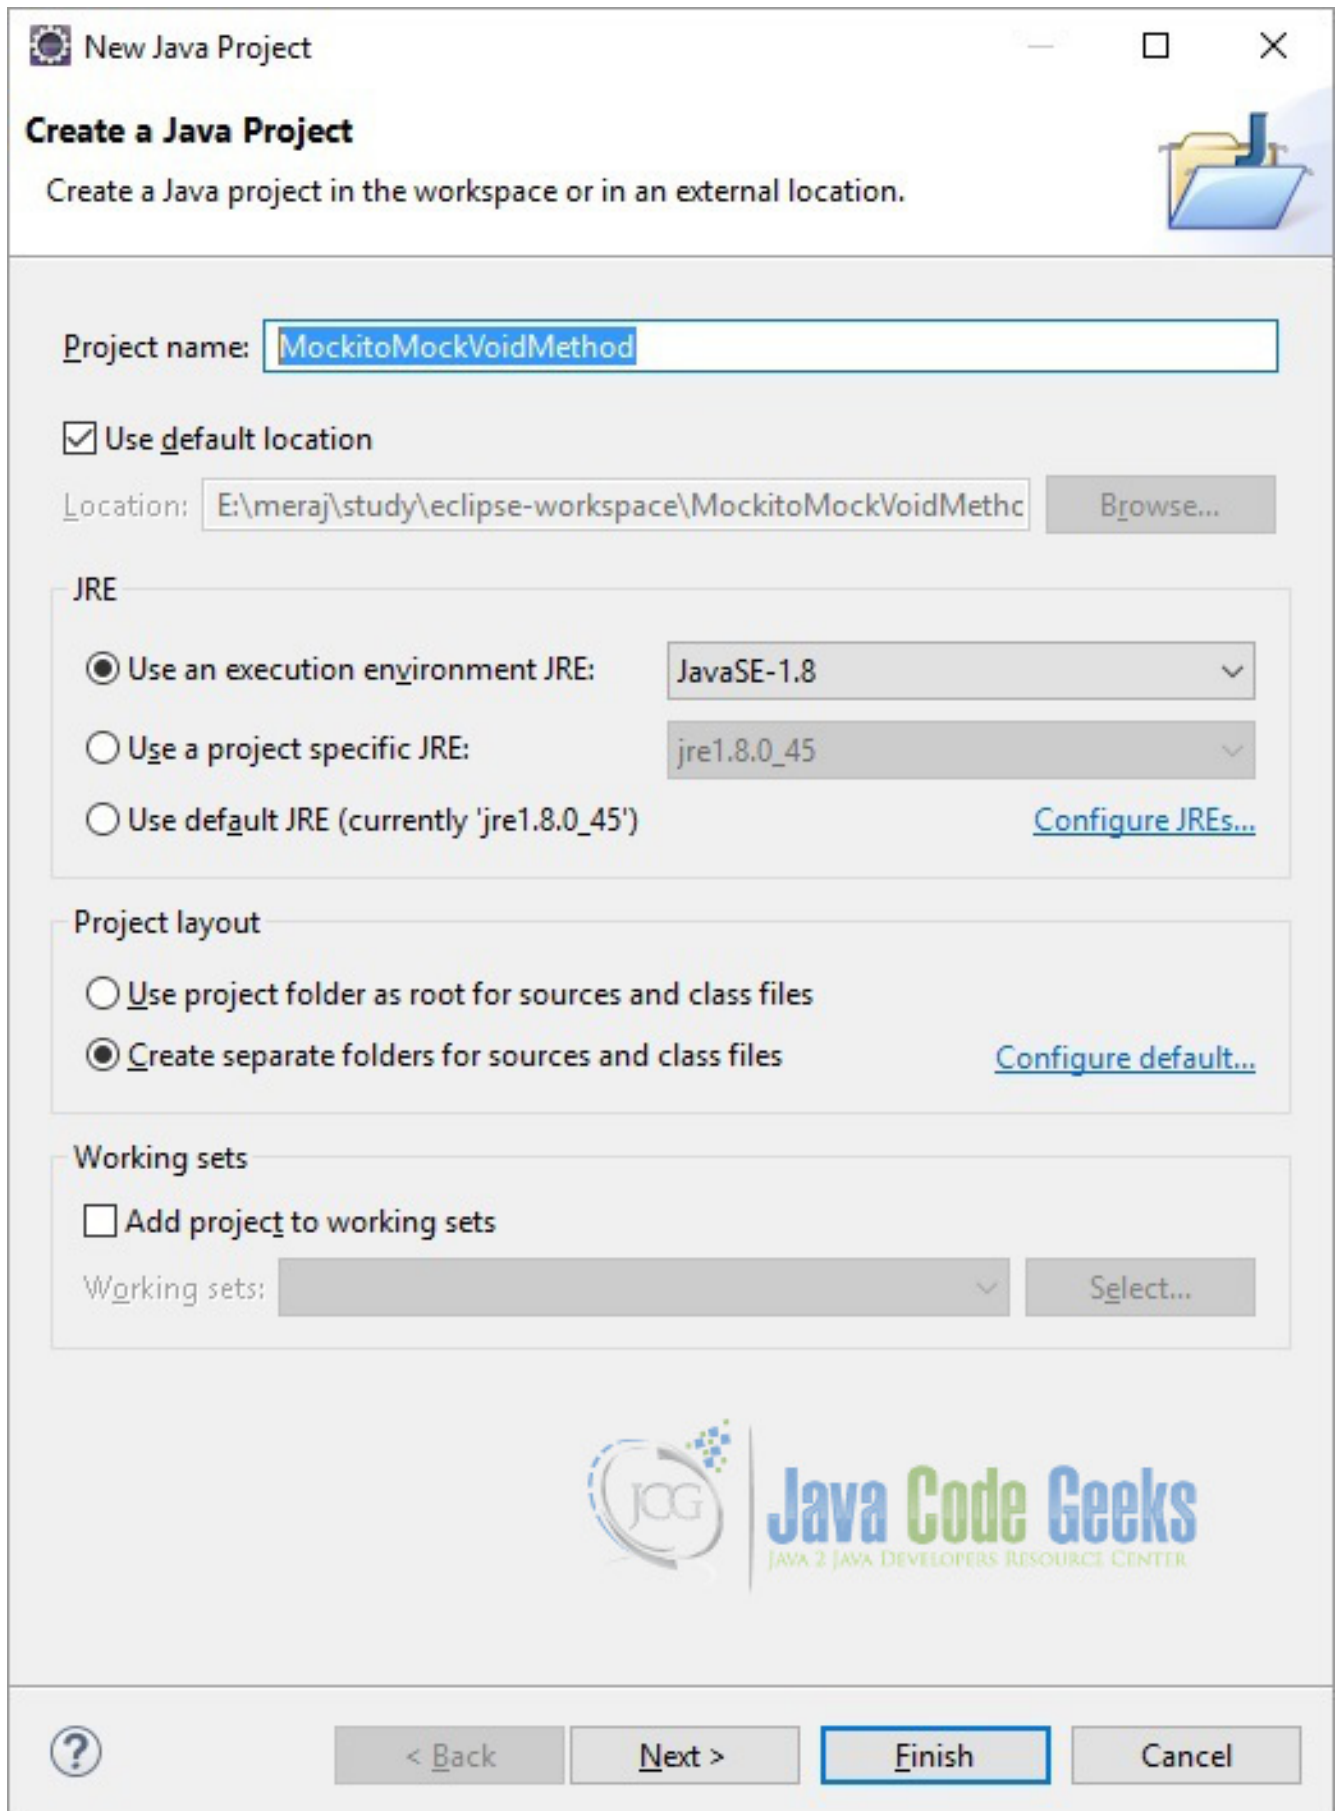 New Java Project
Create a Java Project
Create a Java project in the workspace or in an external location.
Project name: MockitoMockVoidMethod
Use default location
Location: E:\meraj\study\eclipse-workspace\MockitoMockVoidMethc Browse...
JRE
Use an execution environment JRE: JavaSE-1.8
Use a project specific JRE: jre1.8.0_45
Use default JRE (currently 'jre1.8.0_45') Configure JREs...
Project layout
Use project folder as root for sources and class files
Create separate folders for sources and class files Configure default...
Working sets
Add project to working sets
Working sets: Select...
JCG Java Code Geeks
JAVA 2 JAVA DEVELOPERS RESOURCE CENTER
? < Back Next > Finish Cancel